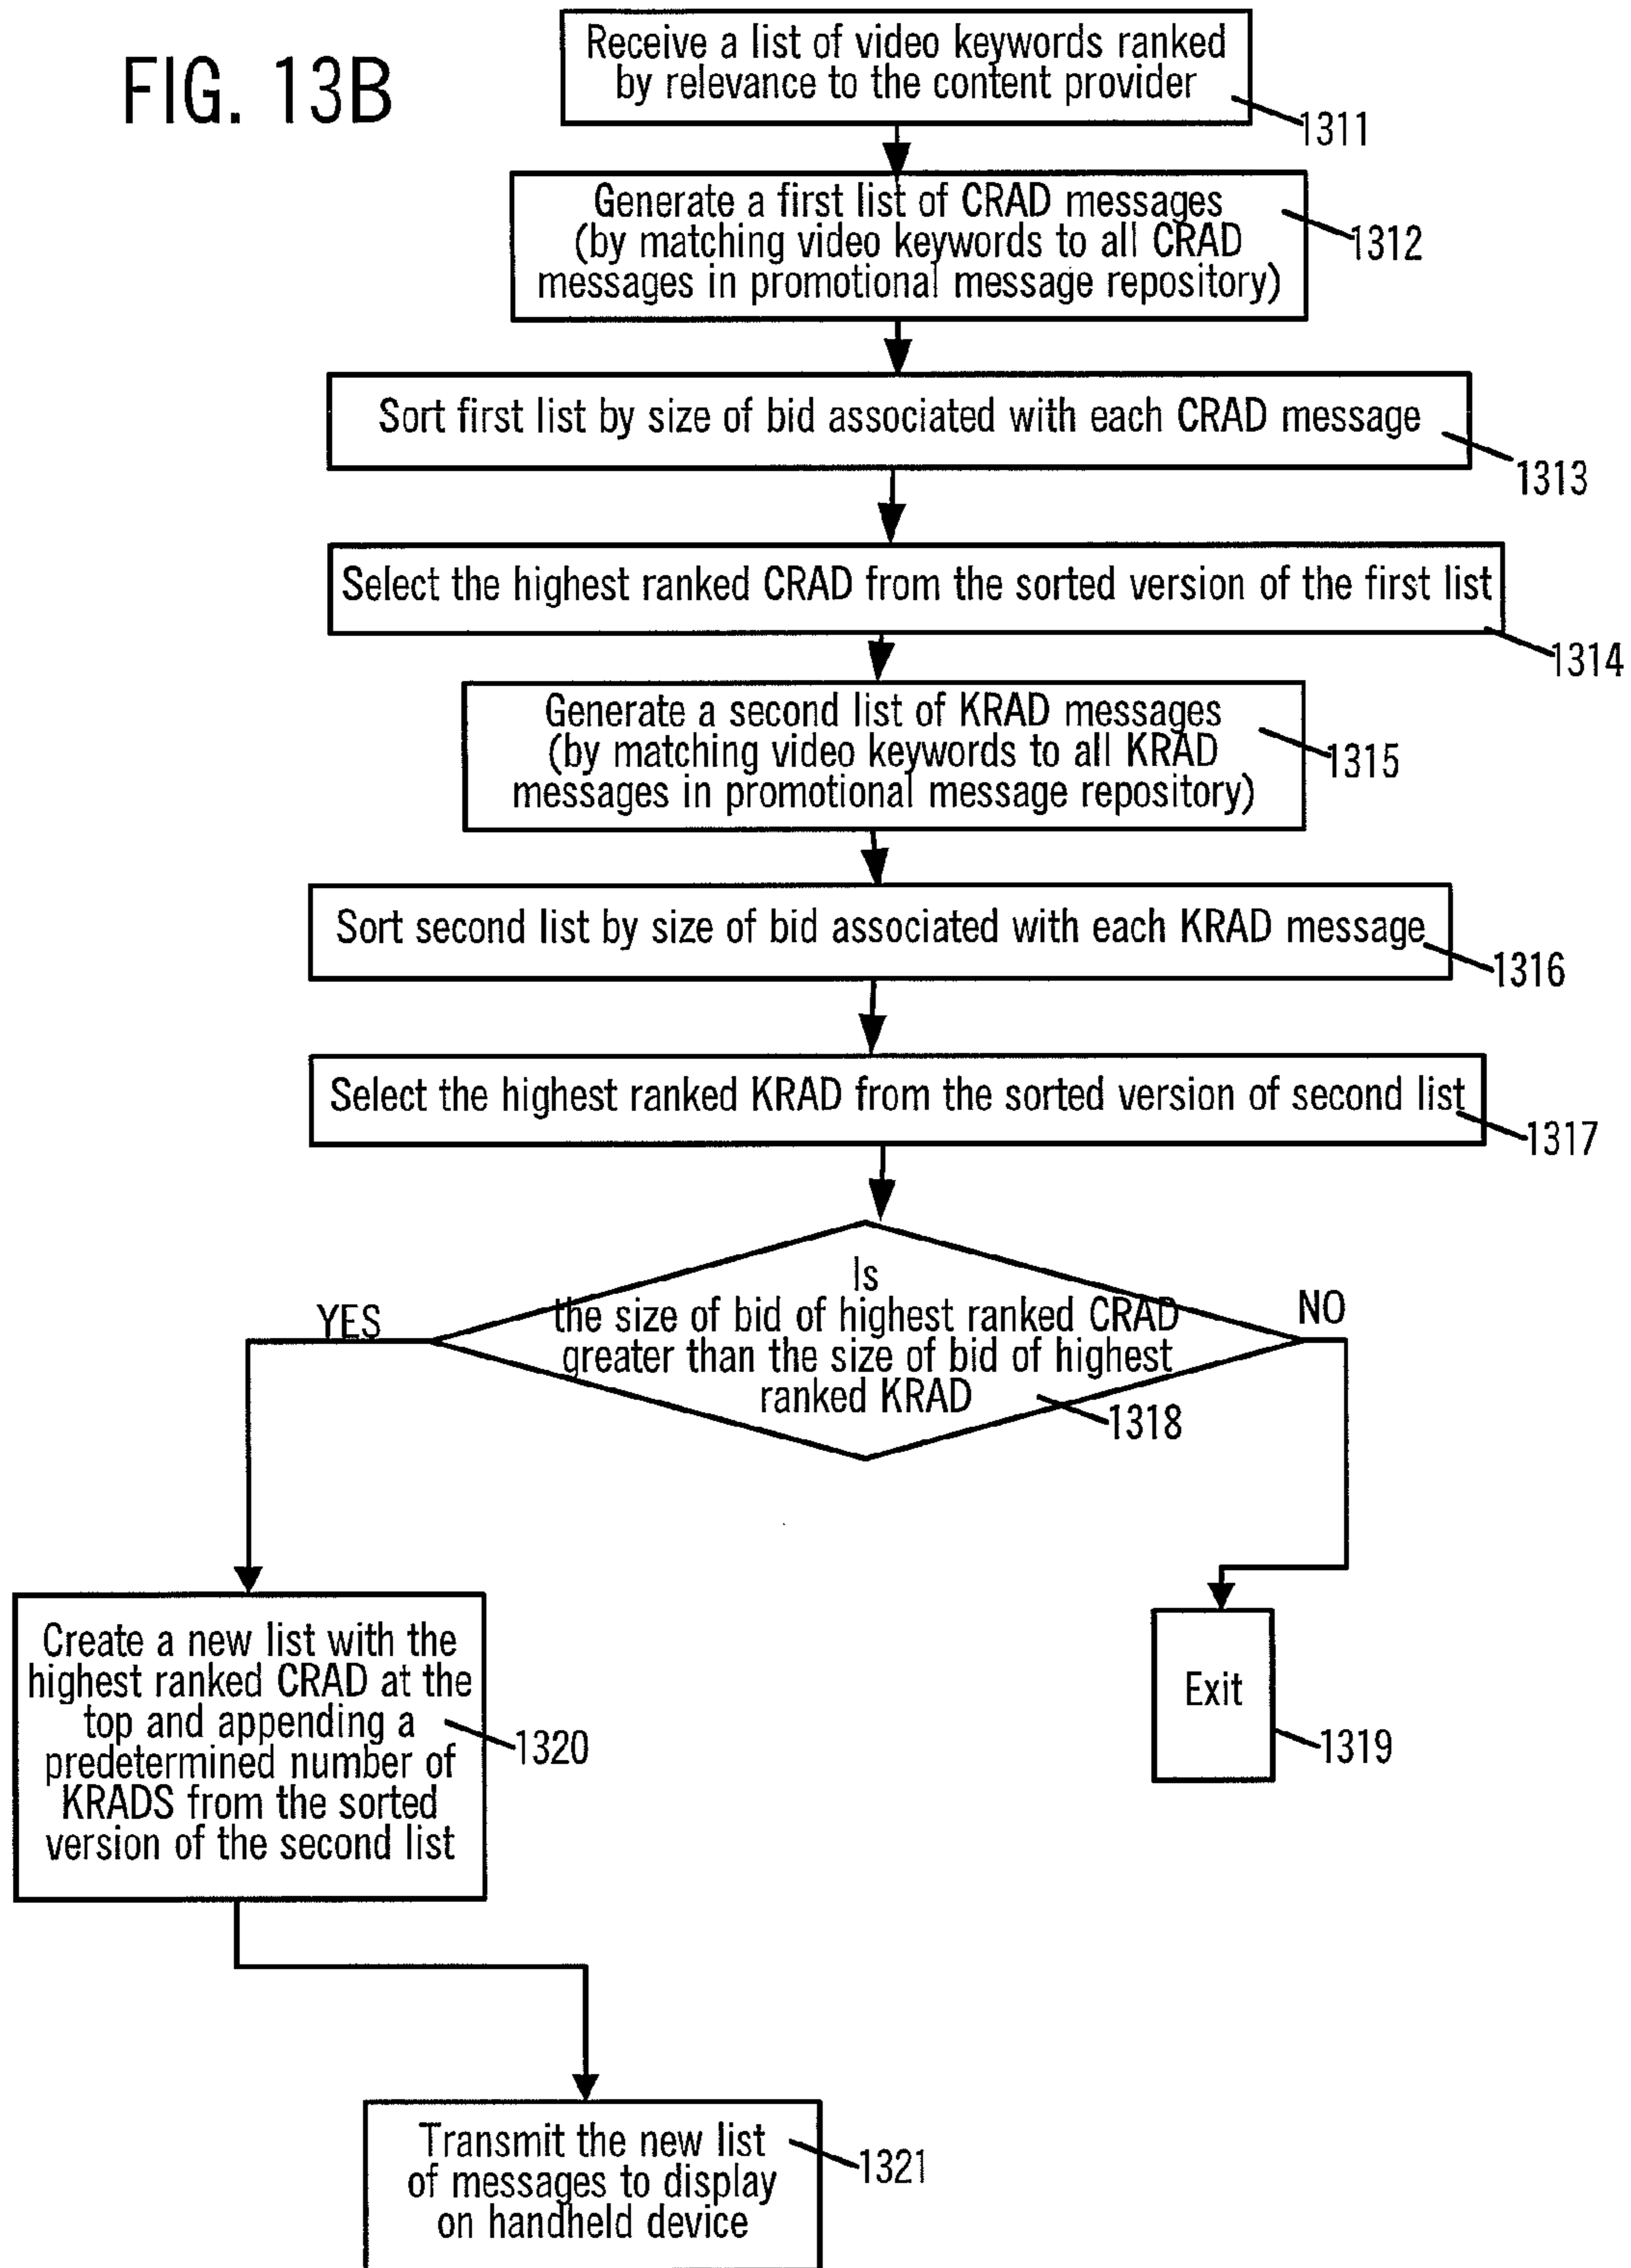 FIG. 13B
Receive a list of video keywords ranked
by relevance to the content provider
1311
Generate a first list of CRAD messages
(by matching video keywords to all CRAD
messages in promotional message repository)
1312
Sort first list by size of bid associated with each CRAD message
1313
Select the highest ranked CRAD from the sorted version of the first list
1314
Generate a second list of KRAD messages
(by matching video keywords to all KRAD
messages in promotional message repository)
1315
Sort second list by size of bid associated with each KRAD message
1316
Select the highest ranked KRAD from the sorted version of second list
1317
Is
the size of bid of highest ranked CRAD
greater than the size of bid of highest
ranked KRAD
1318
YES
NO
Create a new list with the
highest ranked CRAD at the
top and appending a
predetermined number of
KRADS from the sorted
version of the second list
1320
Exit
1319
Transmit the new list
of messages to display
on handheld device
1321